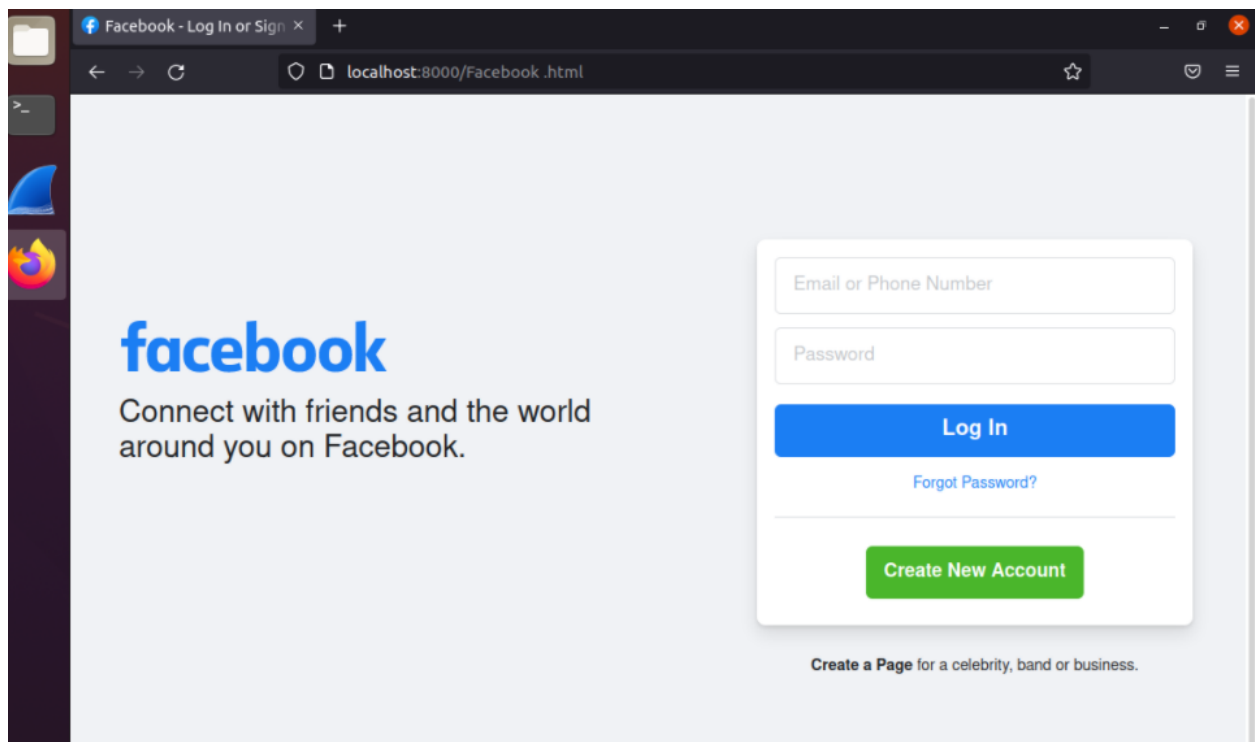 Facebook - Log In or Sign
localhost:8000/Facebook .html
>_
Email or Phone Number
facebook
Password
Connect with friends and the world
around you on Facebook.
Log In
Forgot Password?
Create New Account
Create a Page for a celebrity, band or business.